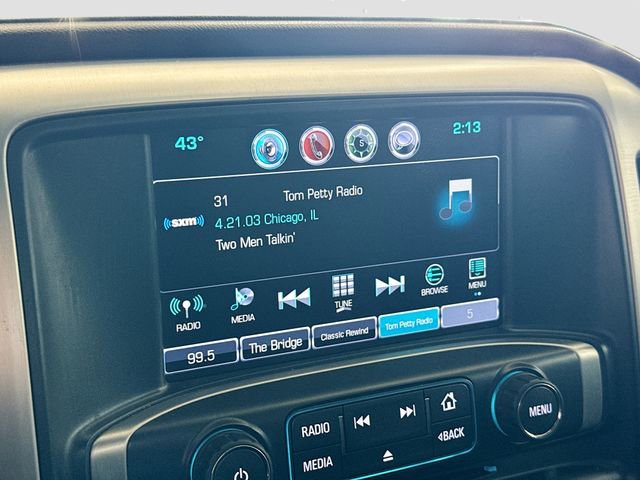 43°
S
2:13
31 Tom Petty Radio
((sxm))
4.21.03 Chicago, IL
Two Men Talkin'
RADIO
MEDIA
TUNE
BROWSE
MENU
99.5
The Bridge
Classic Rewind
Tom Petty Radio
5
RADIO
MEDIA
BACK
MENU